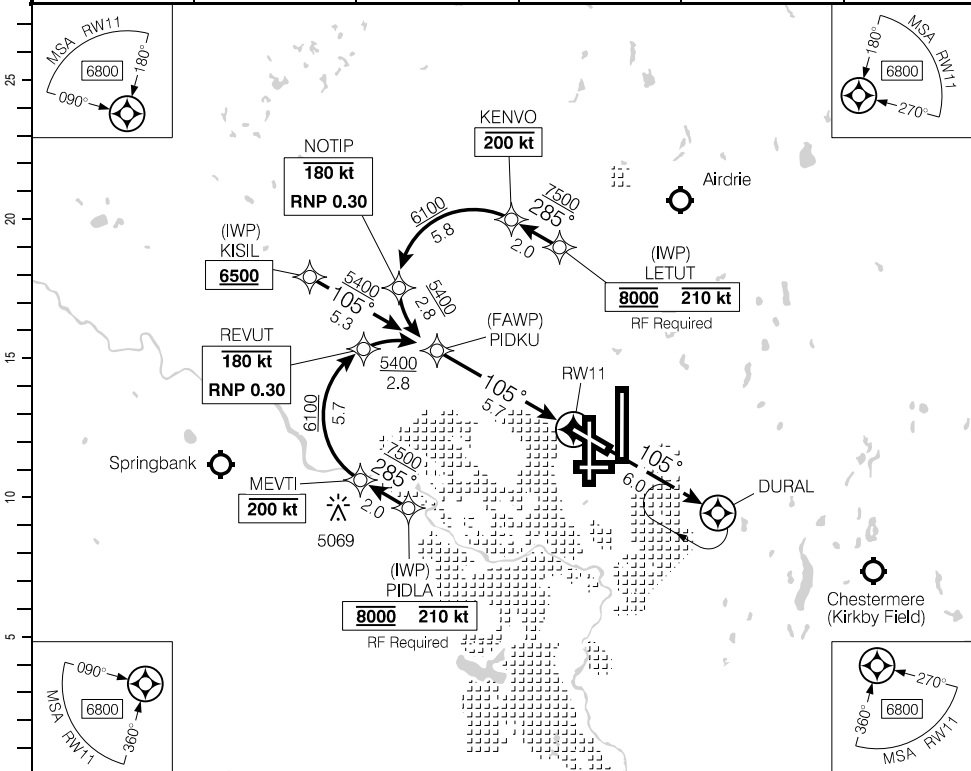 MSA RW11
6800
180°
090°
MSA RW11
180°
6800
270°
25
20
15
10
5
KENVO
200 kt
NOTIP
180 kt
RNP 0.30
Airdrie
7500
285°
2.0
6100
5.8
(IWP)
KISIL
6500
(IWP)
LETUT
8000 210 kt
RF Required
5400
105°
5.3
5400
2.8
(FAWP)
PIDKU
REVUT
180 kt
RNP 0.30
5400
2.8
RW11
105°
5.7
6100
5.7
105°
6.0
Springbank
7500
285°
2.0
MEVTI
200 kt
5069
DURAL
(IWP)
PIDLA
8000 210 kt
RF Required
Chestermere
(Kirkby Field)
090°
6800
360°
MSA RW11
270°
6800
360°
MSA RW11